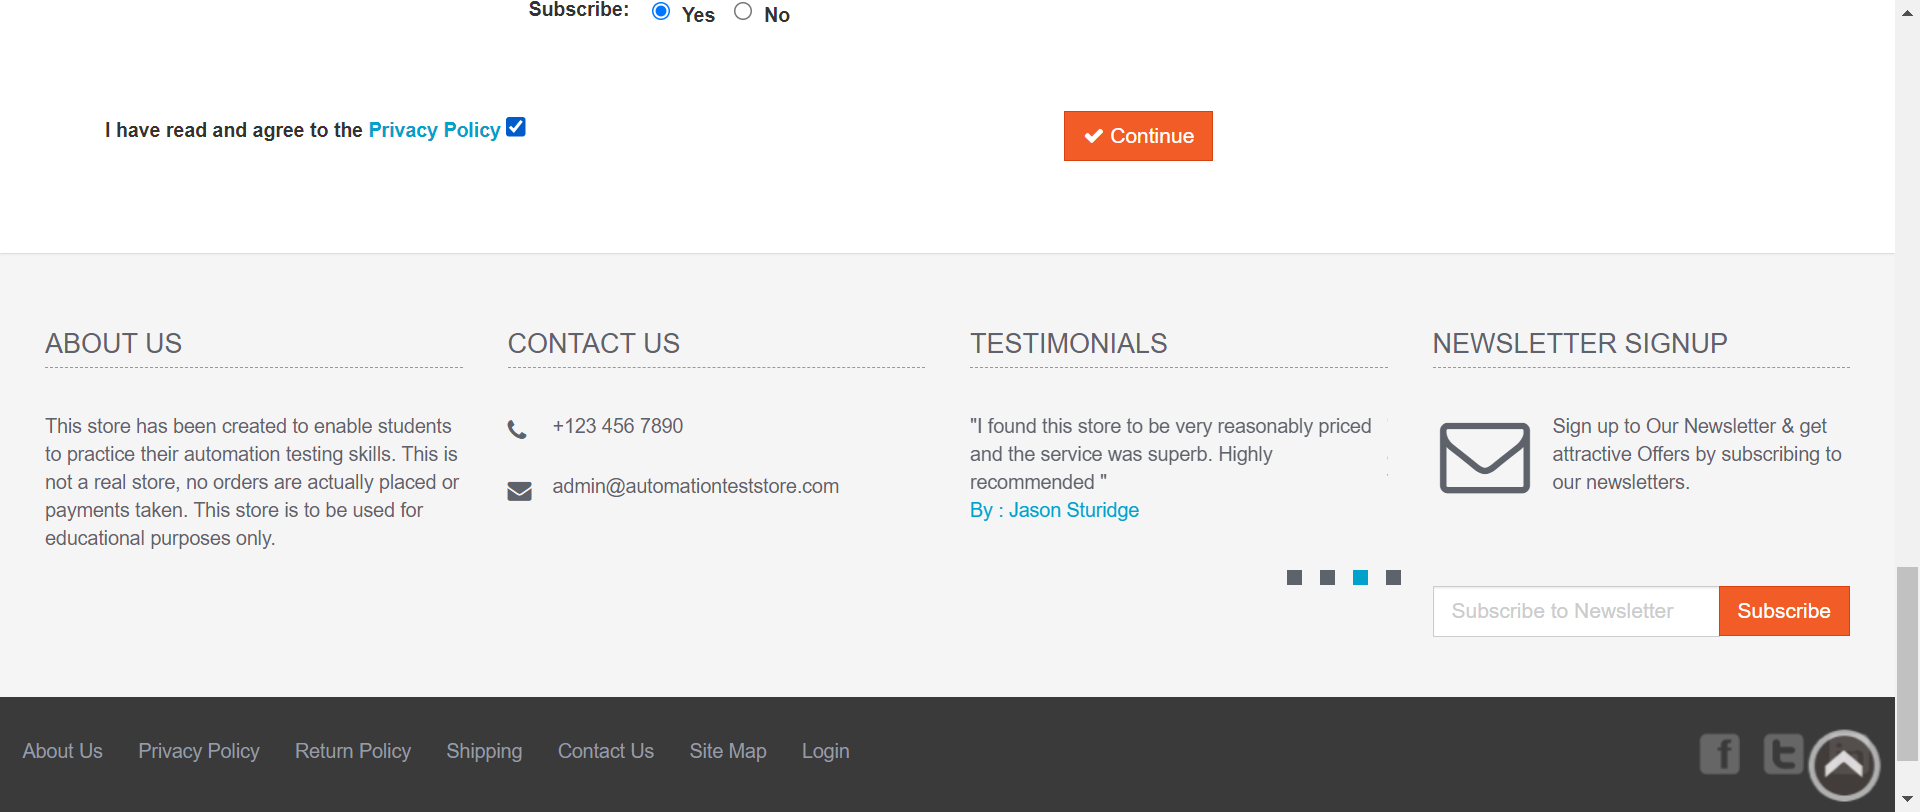 Subscribe: Yes No
I have read and agree to the Privacy Policy
Continue
ABOUT US
This store has been created to enable students
to practice their automation testing skills. This is
not a real store, no orders are actually placed or
payments taken. This store is to be used for
educational purposes only.
CONTACT US
+123 456 7890
admin@automationteststore.com
TESTIMONIALS
"I found this store to be very reasonably priced
and the service was superb. Highly
recommended "
By : Jason Sturidge
NEWSLETTER SIGNUP
Sign up to Our Newsletter & get
attractive Offers by subscribing to
our newsletters.
Subscribe to Newsletter Subscribe
About Us Privacy Policy Return Policy Shipping Contact Us Site Map Login